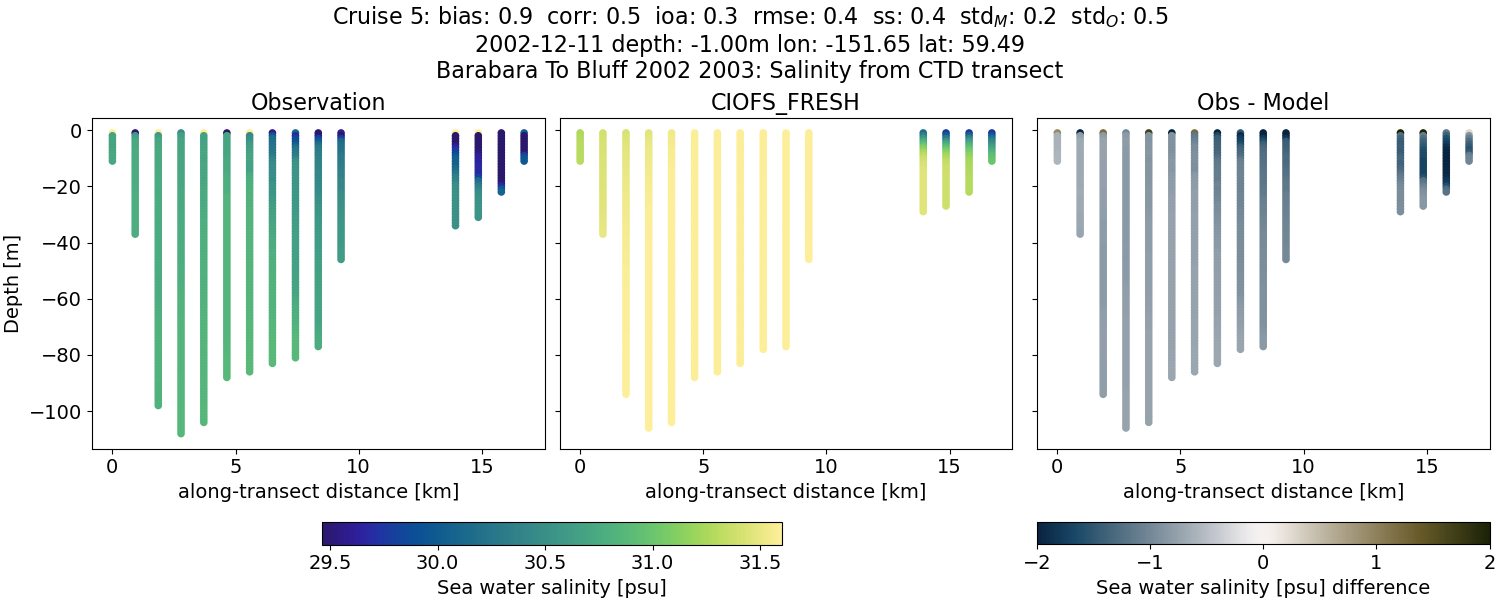 Cruise 5: bias: 0.9 corr: 0.5 ioa: 0.3 rmse: 0.4 ss: 0.4 std_M: 0.2 std_O: 0.5
2002-12-11 depth: -1.00m lon: -151.65 lat: 59.49
Barabara To Bluff 2002 2003: Salinity from CTD transect
Observation CIOFS_FRESH Obs - Model
0
−20
−40
−60
−80
−100
Depth [m]
0 5 10 15 0 5 10 15 0 5 10 15
along-transect distance [km] along-transect distance [km] along-transect distance [km]
29.5 30.0 30.5 31.0 31.5 −2 −1 0 1 2
Sea water salinity [psu] Sea water salinity [psu] difference